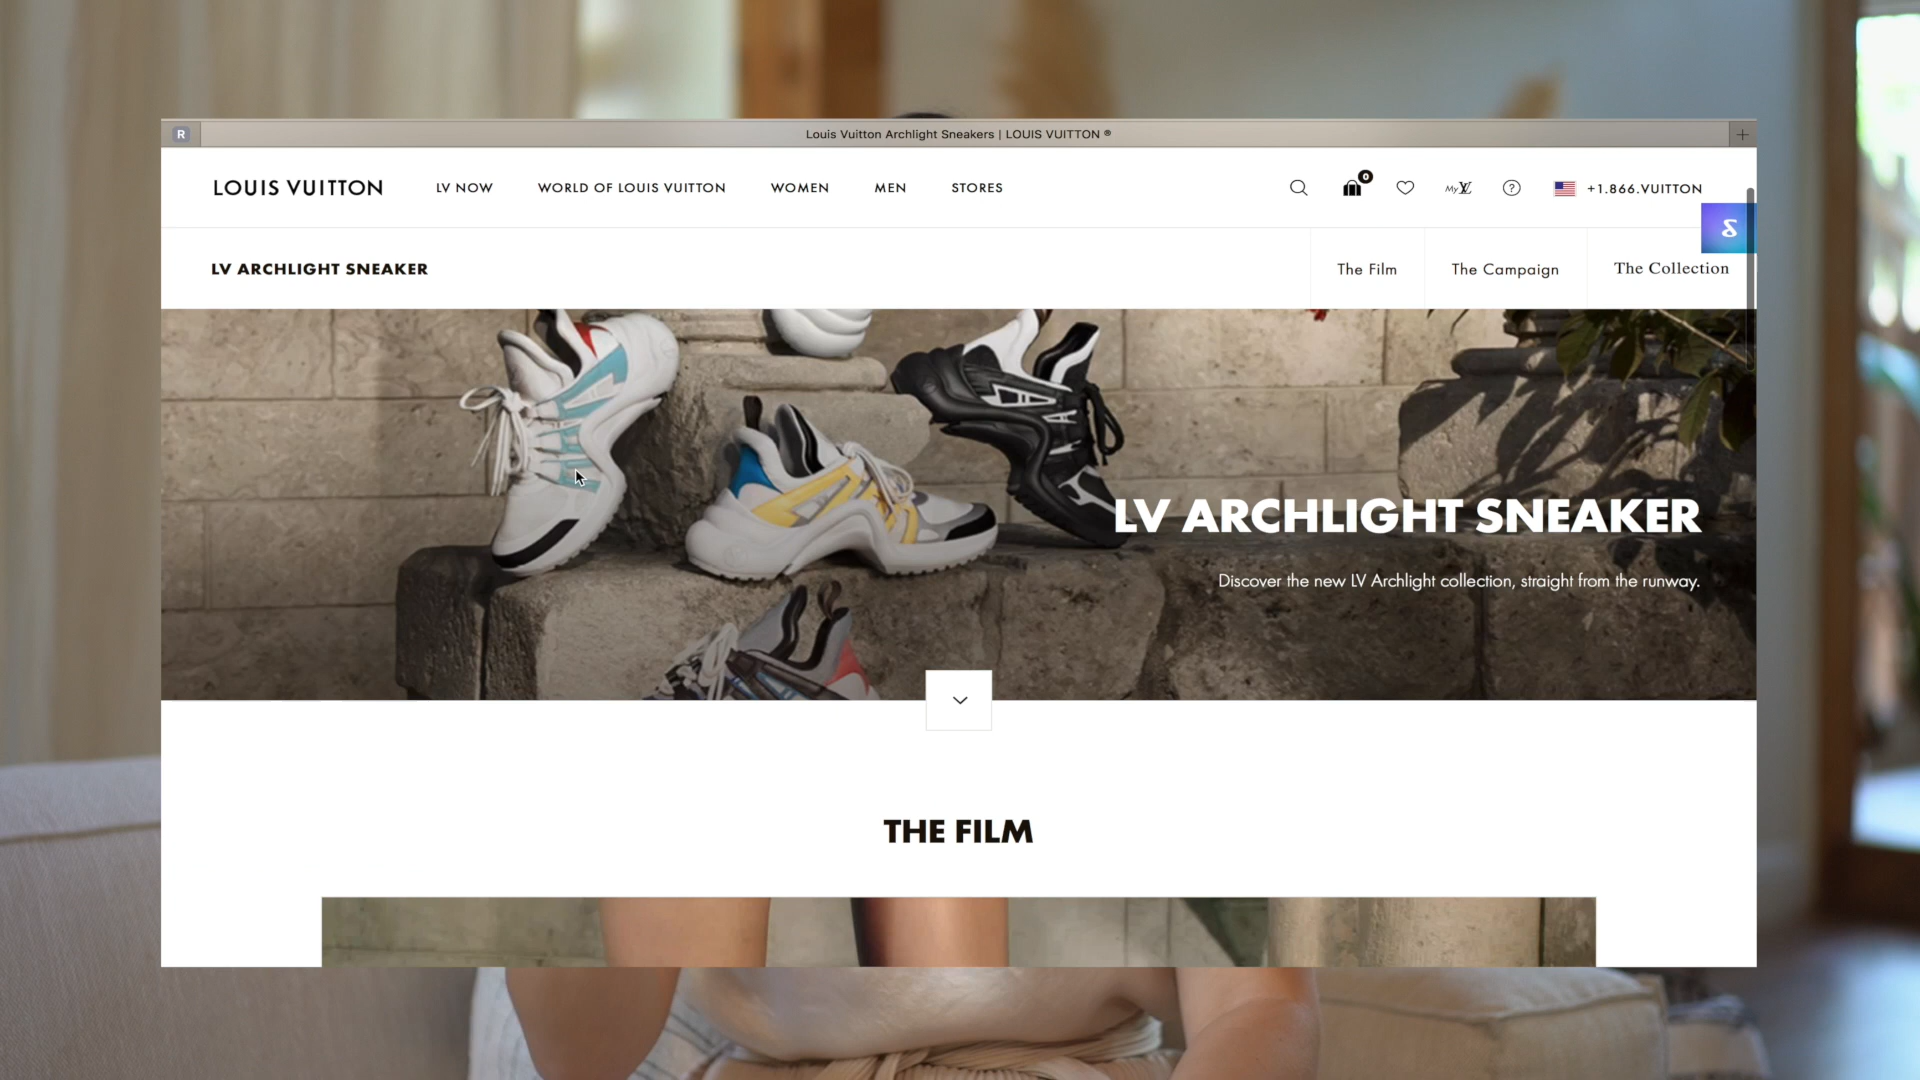 R
Louis Vuitton Archlight Sneakers | LOUIS VUITTON ®
LOUIS VUITTON
LV NOW
WORLD OF LOUIS VUITTON
WOMEN
MEN
STORES
0
My LV
?
+1.866.VUITTON
LV ARCHLIGHT SNEAKER
The Film
The Campaign
The Collection
LV ARCHLIGHT SNEAKER
Discover the new LV Archlight collection, straight from the runway.
THE FILM